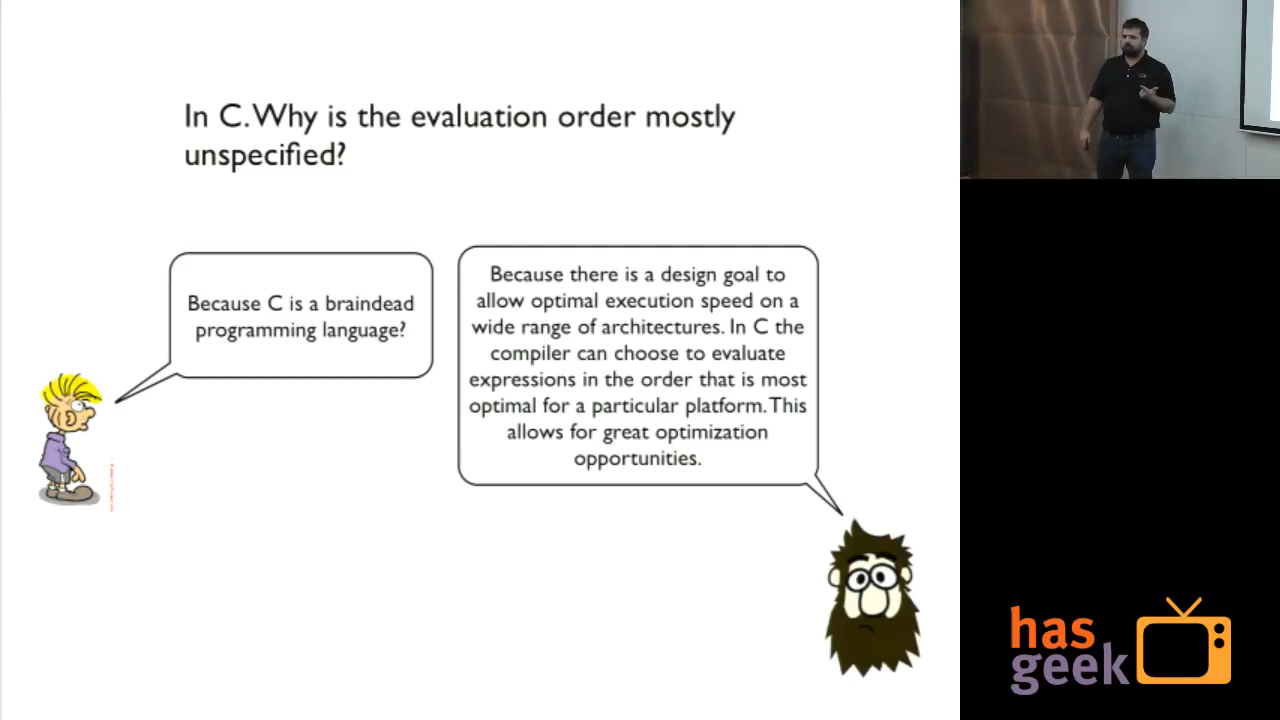 In C. Why is the evaluation order mostly
unspecified?
Because C is a braindead
programming language?
Because there is a design goal to
allow optimal execution speed on a
wide range of architectures. In C the
compiler can choose to evaluate
expressions in the order that is most
optimal for a particular platform. This
allows for great optimization
opportunities.
has
geek